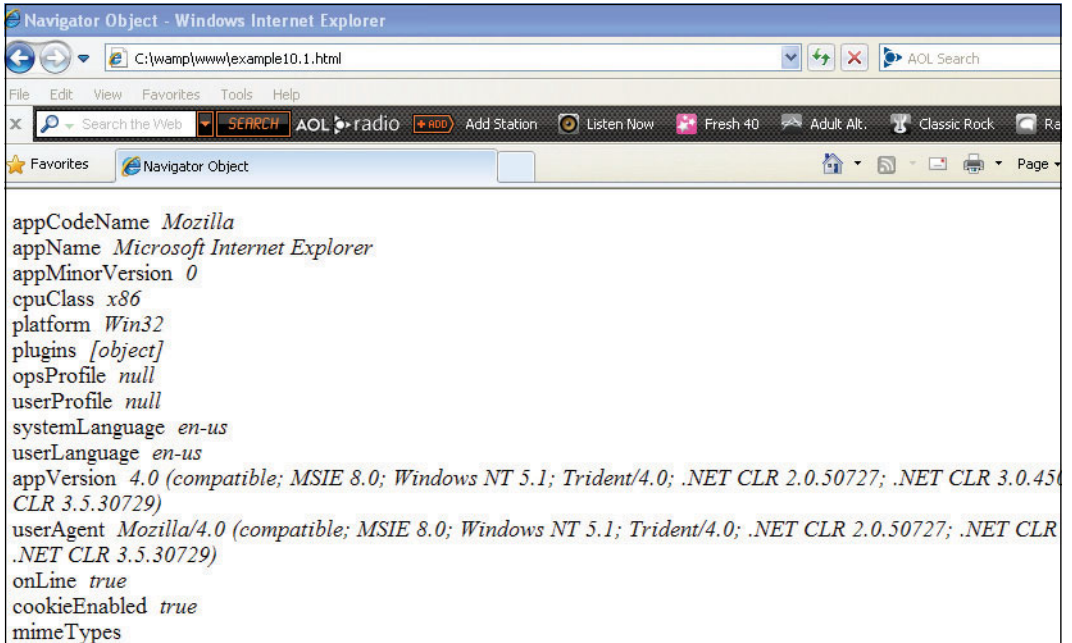 Navigator Object - Windows Internet Explorer
C:\wamp\www\example10.1.html
AOL Search
File Edit View Favorites Tools Help
X Search the Web SEARCH AOL radio +ADD Add Station Listen Now Fresh 40 Adult Alt. Classic Rock Ra
Favorites Navigator Object Page
appCodeName Mozilla
appName Microsoft Internet Explorer
appMinorVersion 0
cpuClass x86
platform Win32
plugins [object]
opsProfile null
userProfile null
systemLanguage en-us
userLanguage en-us
appVersion 4.0 (compatible; MSIE 8.0; Windows NT 5.1; Trident/4.0; .NET CLR 2.0.50727; .NET CLR 3.0.450
CLR 3.5.30729)
userAgent Mozilla/4.0 (compatible; MSIE 8.0; Windows NT 5.1; Trident/4.0; .NET CLR 2.0.50727; .NET CLR
.NET CLR 3.5.30729)
onLine true
cookieEnabled true
mimeTypes